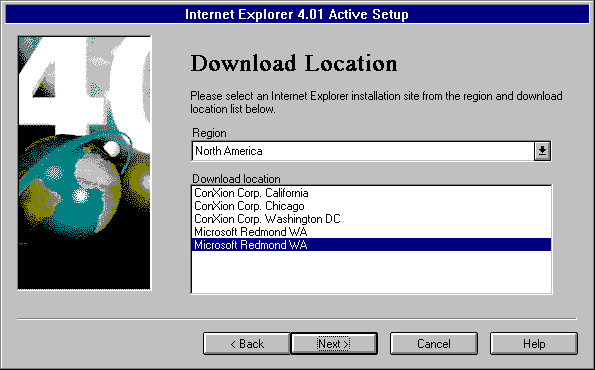 Internet Explorer 4.01 Active Setup
40
Download Location
Please select an Internet Explorer installation site from the region and download
location list below.
Region
North America
Download location
ConXion Corp. California
ConXion Corp. Chicago
ConXion Corp. Washington DC
Microsoft Redmond WA
Microsoft Redmond WA
< Back
Next >
Cancel
Help